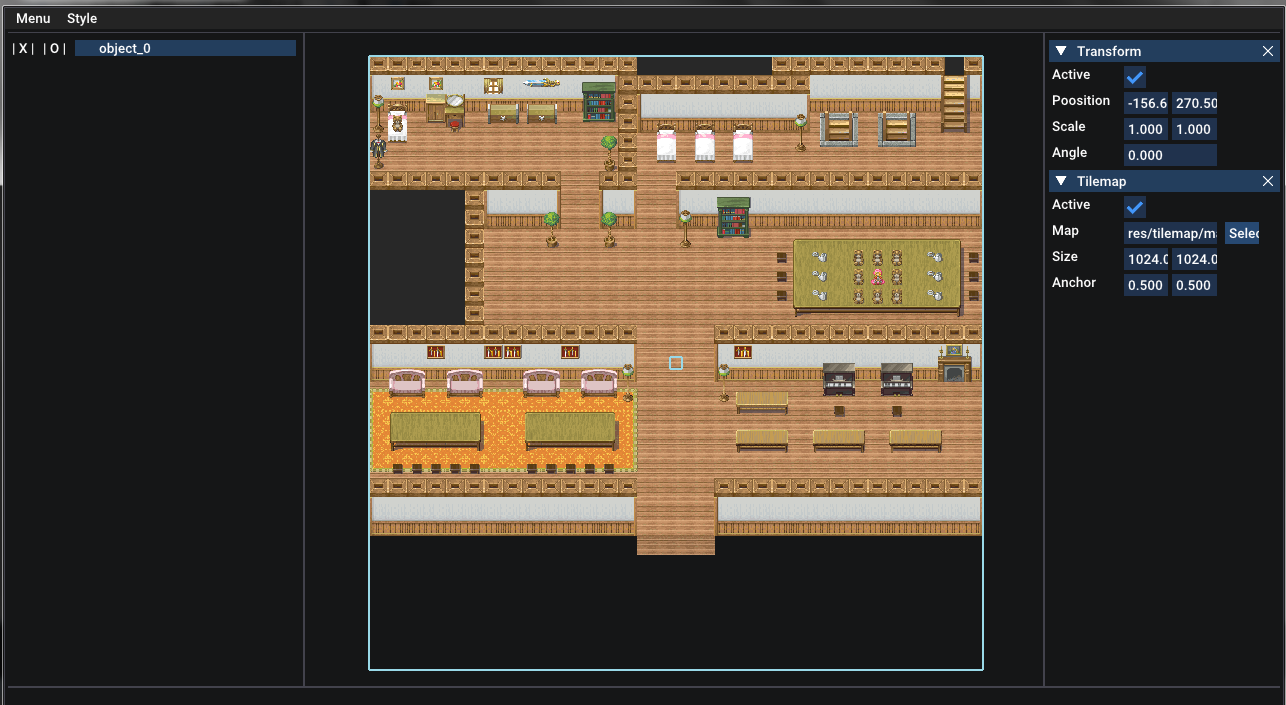 Menu Style
|X| |O| object_0
Transform
Active
Poosition -156.6 270.50
Scale 1.000 1.000
Angle 0.000
Tilemap
Active
Map res/tilemap/m Selec
Size 1024.0 1024.0
Anchor 0.500 0.500